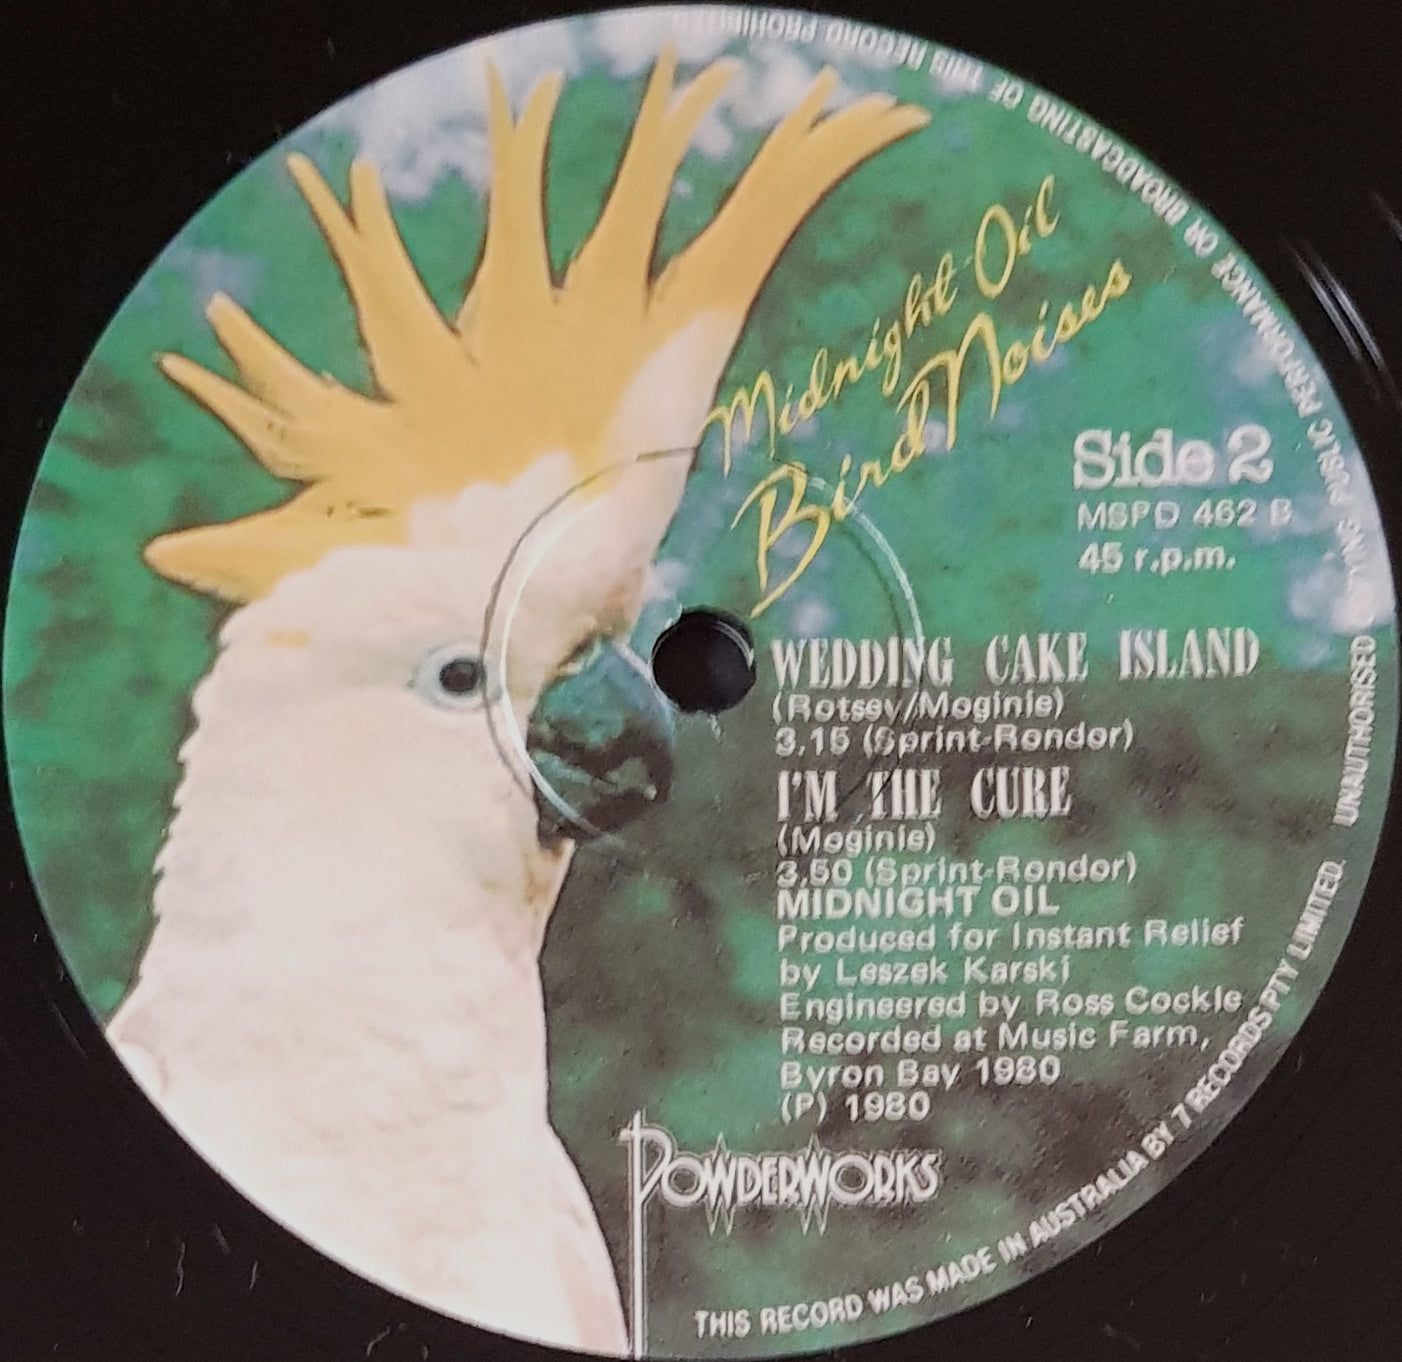 Midnight Oil
Bird Noises
Side 2
MSPD 462 B
45 r.p.m.
WEDDING CAKE ISLAND
(Rotsey/Moginie)
3.15 (Sprint-Rondor)
I'M THE CURE
(Moginie)
3.50 (Sprint-Rondor)
MIDNIGHT OIL
Produced for Instant Relief
by Leszek Karski
Engineered by Ross Cockle
Recorded at Music Farm,
Byron Bay 1980
(P) 1980
POWDERWORKS
THIS RECORD WAS MADE IN AUSTRALIA BY 7 RECORDS PTY LIMITED.
UNAUTHORISED PUBLIC PERFORMANCE OR BROADCASTING OF THIS RECORD PROHIBITED